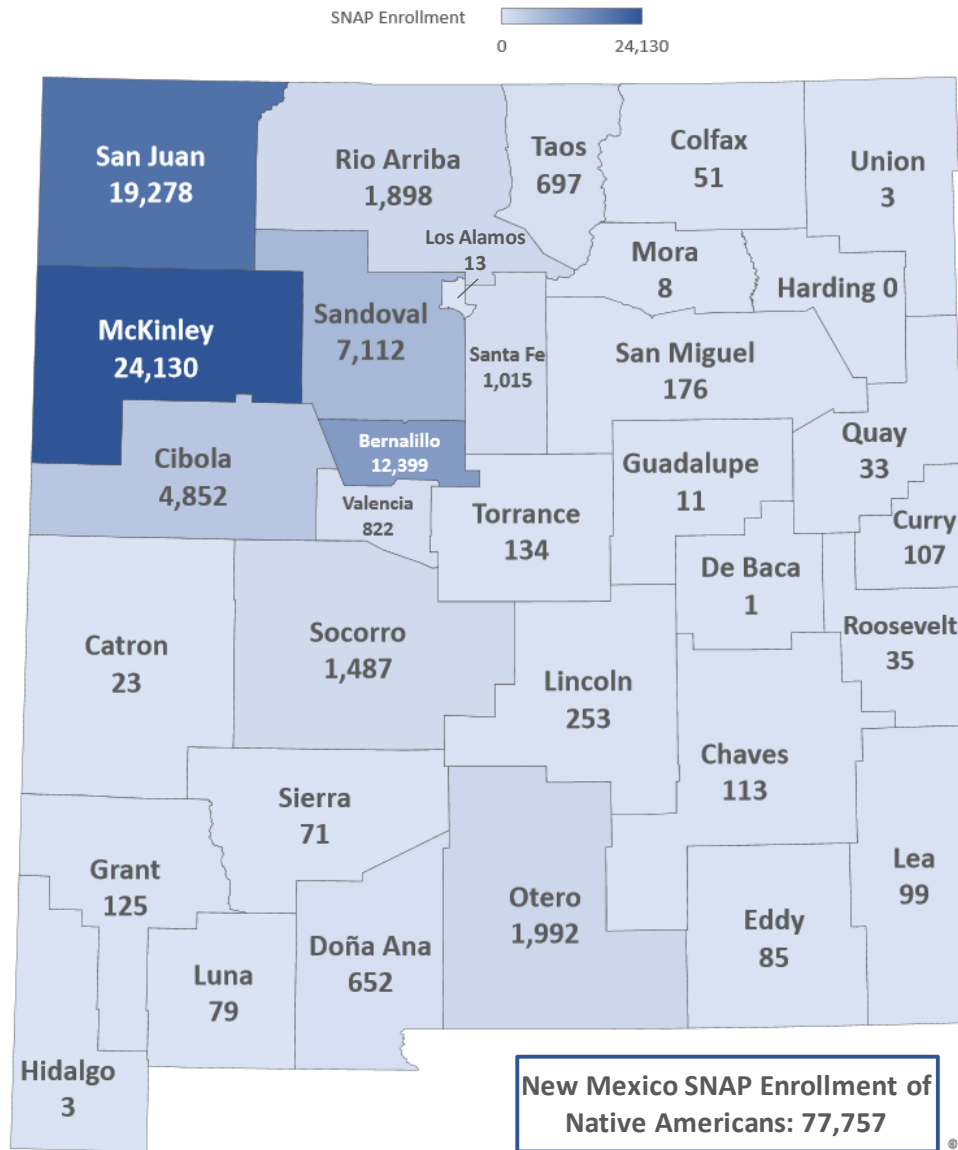 SNAP Enrollment
0
24,130
San Juan
19,278
Rio Arriba
1,898
Taos
697
Colfax
51
Union
3
Los Alamos
13
Mora
8
Harding 0
McKinley
24,130
Sandoval
7,112
Santa Fe
1,015
San Miguel
176
Quay
33
Cibola
4,852
Bernalillo
12,399
Guadalupe
11
Valencia
822
Torrance
134
Curry
107
De Baca
1
Catron
23
Socorro
1,487
Roosevelt
35
Lincoln
253
Chaves
113
Sierra
71
Grant
125
Otero
1,992
Lea
99
Eddy
85
Doña Ana
652
Luna
79
Hidalgo
3
New Mexico SNAP Enrollment of
Native Americans: 77,757
©